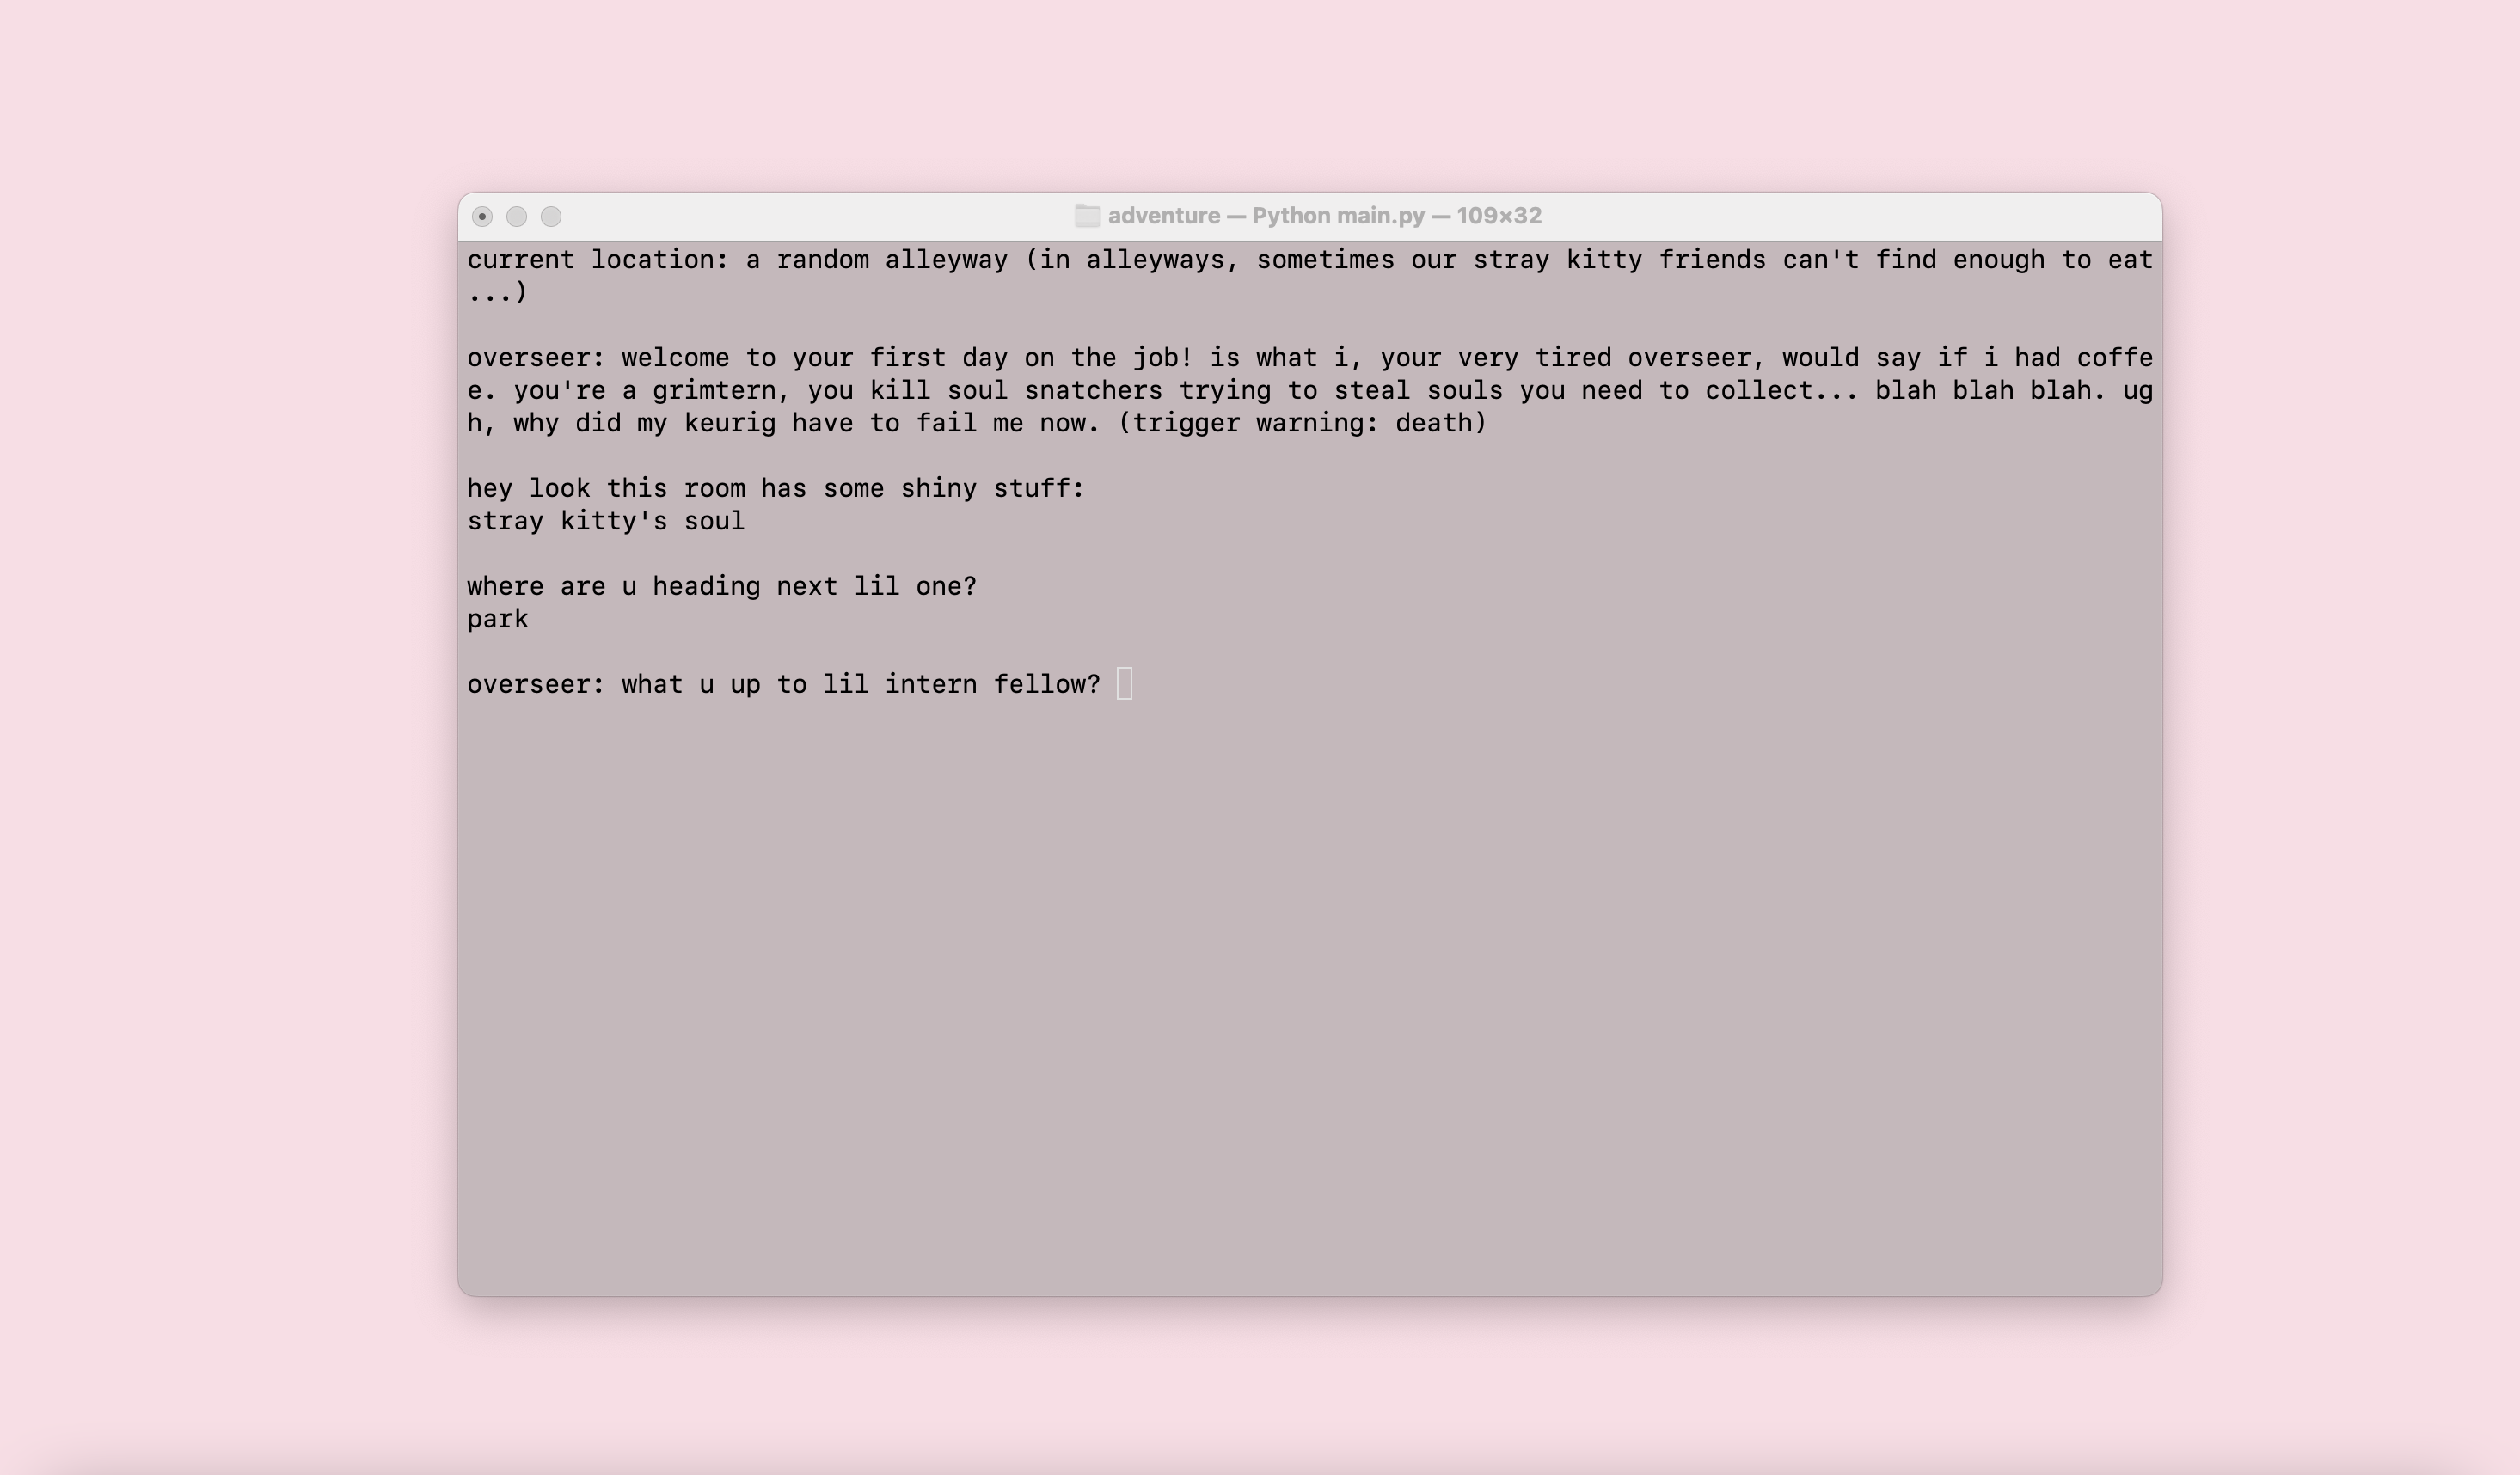 adventure — Python main.py — 109×32
current location: a random alleyway (in alleyways, sometimes our stray kitty friends can't find enough to eat
...)
overseer: welcome to your first day on the job! is what i, your very tired overseer, would say if i had coffe
e. you're a grimtern, you kill soul snatchers trying to steal souls you need to collect... blah blah blah. ug
h, why did my keurig have to fail me now. (trigger warning: death)
hey look this room has some shiny stuff:
stray kitty's soul
where are u heading next lil one?
park
overseer: what u up to lil intern fellow?